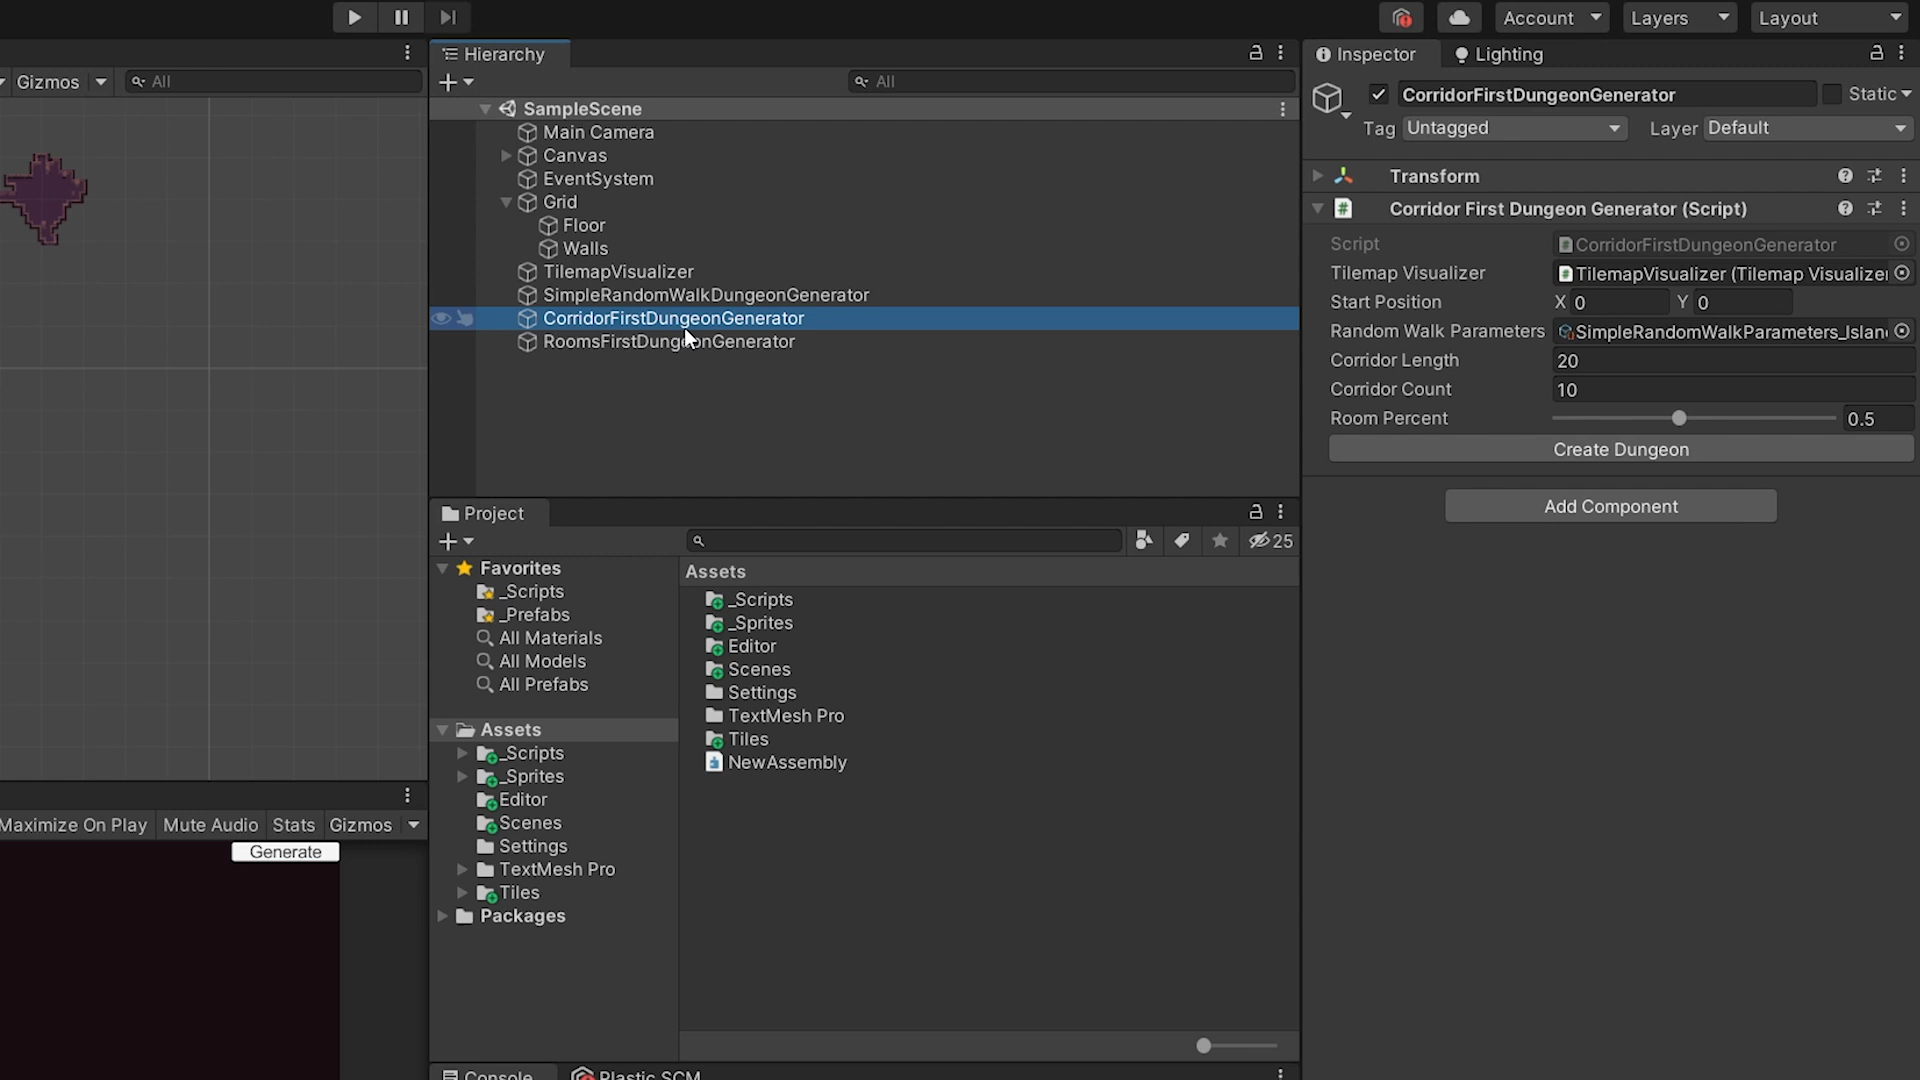 Account
Layers
Layout
Gizmos
All
Hierarchy
All
SampleScene
Main Camera
Canvas
EventSystem
Grid
Floor
Walls
TilemapVisualizer
SimpleRandomWalkDungeonGenerator
CorridorFirstDungeonGenerator
RoomsFirstDungeonGenerator
Inspector
Lighting
CorridorFirstDungeonGenerator
Static
Tag Untagged
Layer Default
Transform
Corridor First Dungeon Generator (Script)
Script CorridorFirstDungeonGenerator
Tilemap Visualizer TilemapVisualizer (Tilemap Visualizer
Start Position X 0 Y 0
Random Walk Parameters SimpleRandomWalkParameters_Islan
Corridor Length 20
Corridor Count 10
Room Percent 0.5
Create Dungeon
Add Component
Project
25
Favorites
_Scripts
_Prefabs
All Materials
All Models
All Prefabs
Assets
_Scripts
_Sprites
Editor
Scenes
Settings
TextMesh Pro
Tiles
Packages
Assets
_Scripts
_Sprites
Editor
Scenes
Settings
TextMesh Pro
Tiles
NewAssembly
Maximize On Play
Mute Audio
Stats
Gizmos
Generate
Console
Plastic SCM